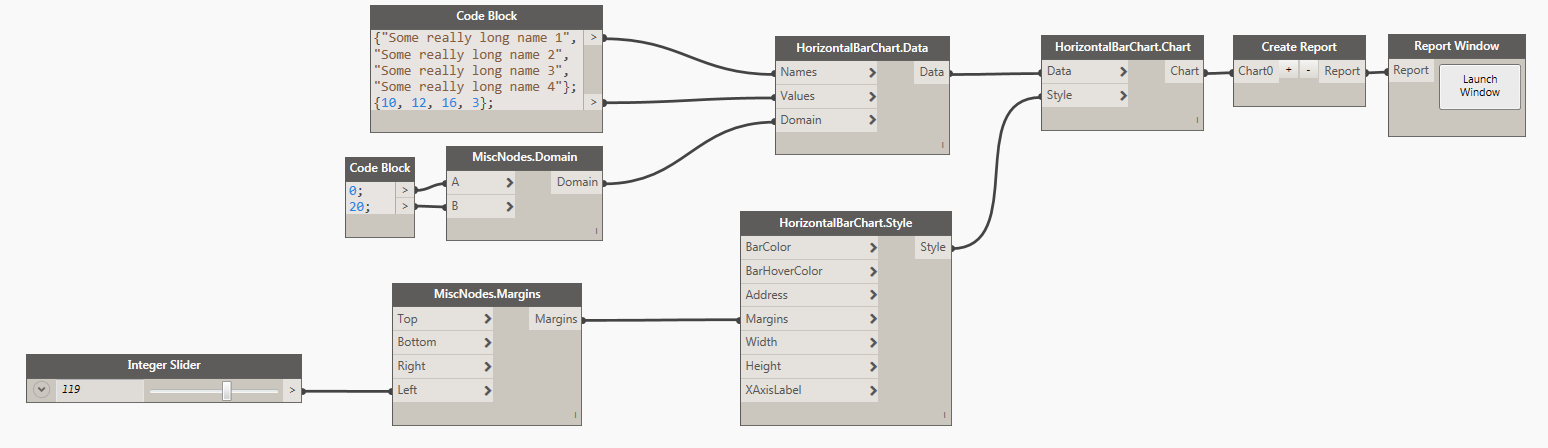 Code Block
{"Some really long name 1", >
"Some really long name 2",
"Some really long name 3",
"Some really long name 4"};
{10, 12, 16, 3}; >
HorizontalBarChart.Data
Names > Data
Values >
Domain >
HorizontalBarChart.Chart
Data > Chart
Style >
Create Report
Chart0 + - Report
Report Window
Report
Launch
Window
Code Block
0; >
20; >
MiscNodes.Domain
A > Domain
B >
HorizontalBarChart.Style
BarColor > Style
BarHoverColor >
Address >
Margins >
Width >
Height >
XAxisLabel >
MiscNodes.Margins
Top > Margins
Bottom >
Right >
Left >
Integer Slider
119 >